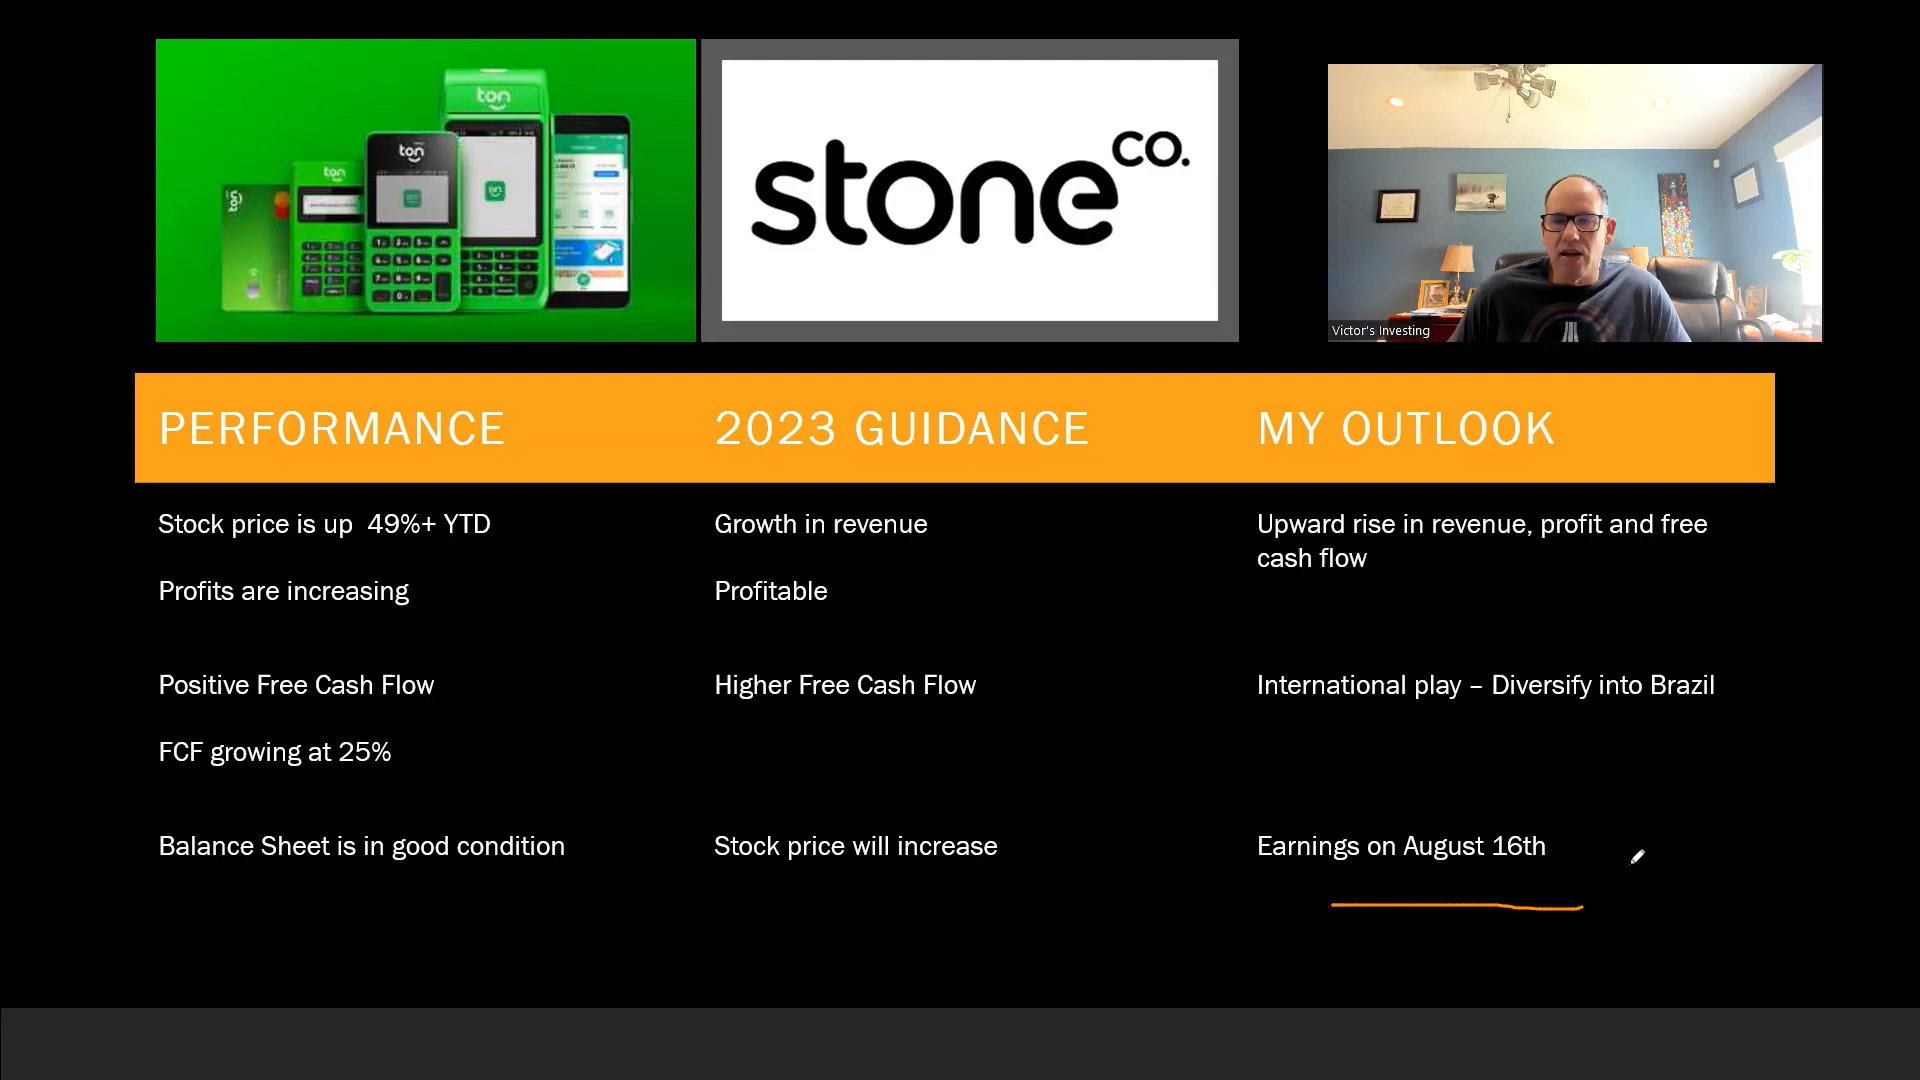 ton
ton
ton
ton
stone co.
Victor's Investing
PERFORMANCE
2023 GUIDANCE
MY OUTLOOK
Stock price is up 49%+ YTD
Growth in revenue
Upward rise in revenue, profit and free
cash flow
Profits are increasing
Profitable
Positive Free Cash Flow
Higher Free Cash Flow
International play – Diversify into Brazil
FCF growing at 25%
Balance Sheet is in good condition
Stock price will increase
Earnings on August 16th